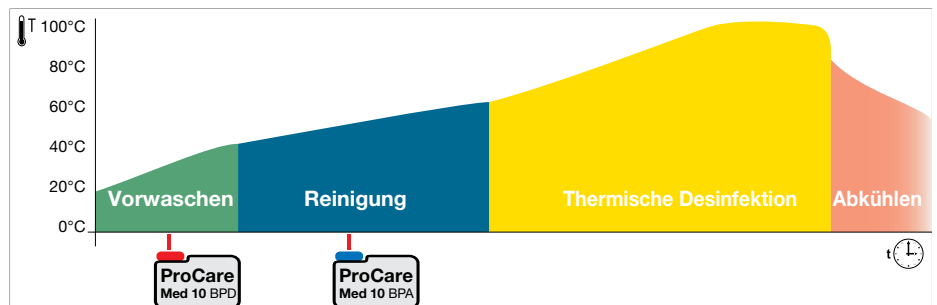 T 100°C
80°C
60°C
40°C
20°C
0°C
Vorwaschen Reinigung Thermische Desinfektion Abkühlen
t
ProCare
Med 10 BPD
ProCare
Med 10 BPA